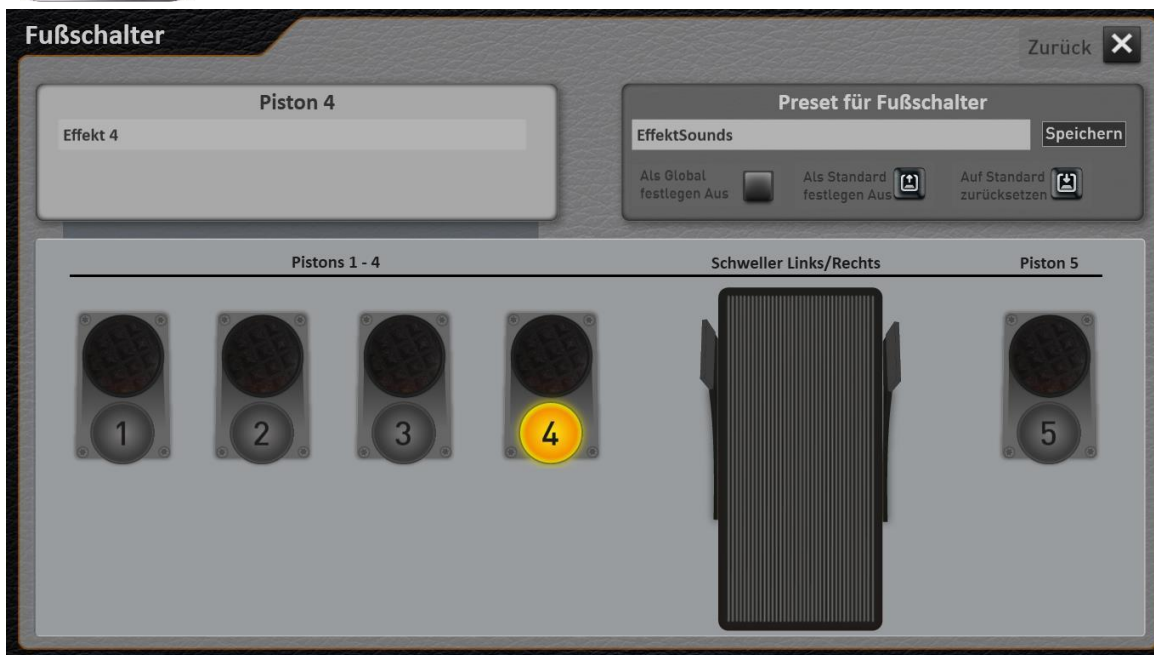 Fußschalter
Zurück
Piston 4
Effekt 4
Preset für Fußschalter
EffektSounds
Speichern
Als Global
festlegen Aus
Als Standard
festlegen Aus
Auf Standard
zurücksetzen
Pistons 1 - 4
Schweller Links/Rechts
Piston 5
1
2
3
4
5